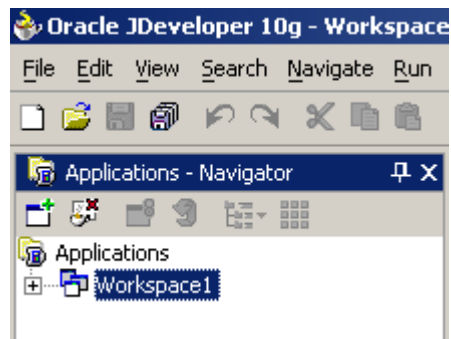 Oracle JDeveloper 10g - Workspace
File Edit View Search Navigate Run
Applications - Navigator
Applications
Workspace1